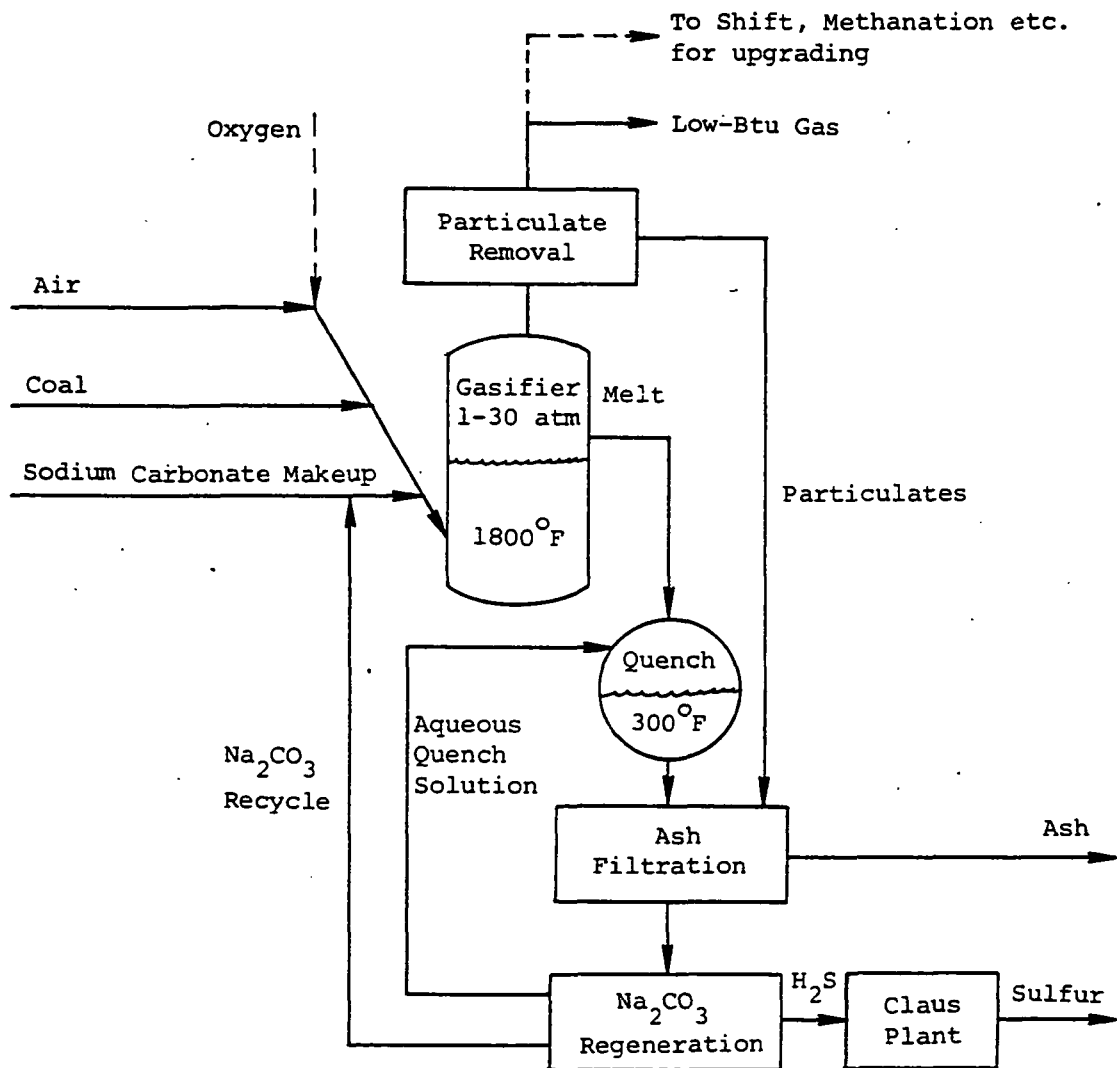 To Shift, Methanation etc.
for upgrading
Oxygen
Low-Btu Gas
Particulate
Removal
Air
Gasifier
1-30 atm
Melt
Coal
Sodium Carbonate Makeup
Particulates
1800°F
Quench
300°F
Aqueous
Quench
Solution
Na2CO3
Recycle
Ash
Filtration
Ash
Na2CO3
Regeneration
H2S
Claus
Plant
Sulfur